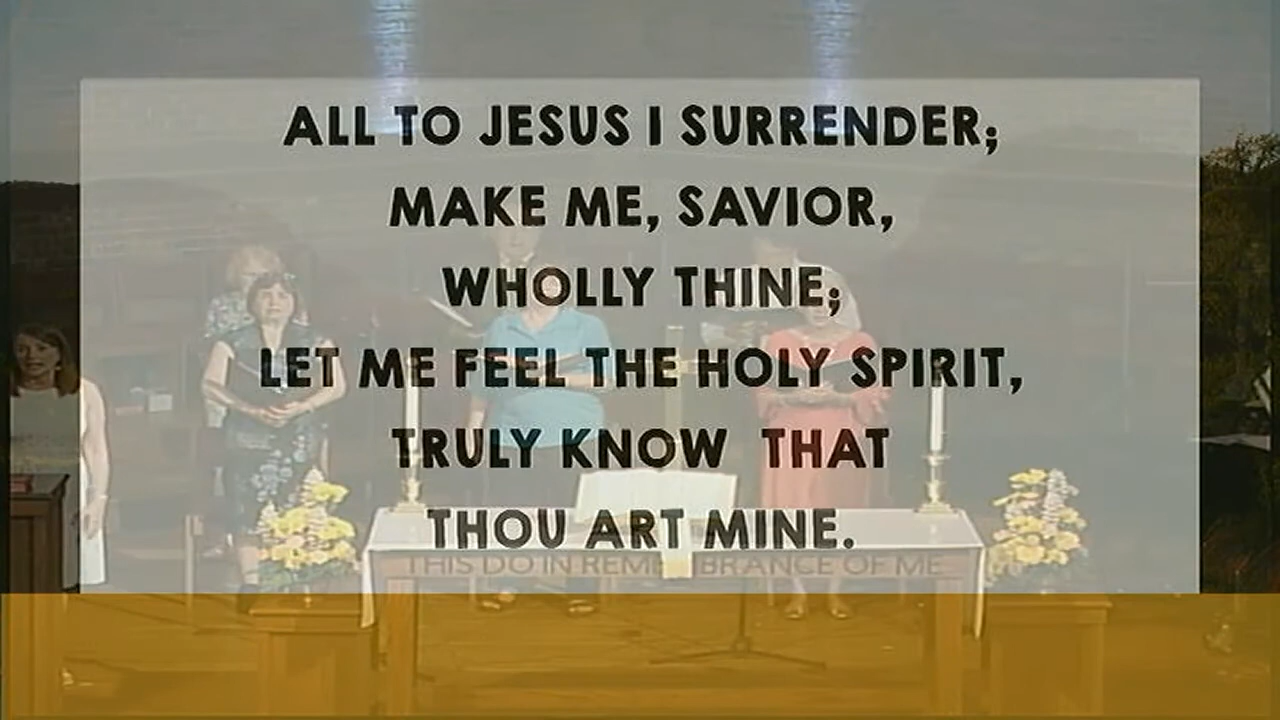 ALL TO JESUS I SURRENDER;
MAKE ME, SAVIOR,
WHOLLY THINE;
LET ME FEEL THE HOLY SPIRIT,
TRULY KNOW THAT
THOU ART MINE.
THIS DO IN REMEMBRANCE OF ME